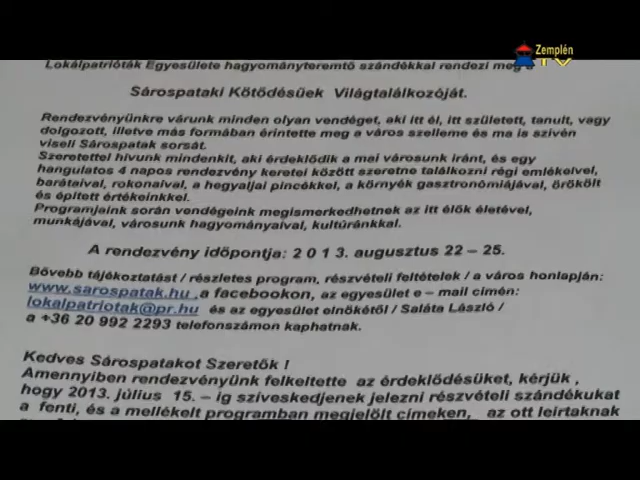 Zemplén
TV
Lokálpatrióták Egyesülete hagyományteremtő szándékkal rendezi meg a
Sárospataki Kötődésűek Világtalálkozóját.
Rendezvényünkre várunk minden olyan vendéget, aki itt él, itt született, tanult, vagy
dolgozott, illetve más formában érintette meg a város szelleme és ma is szívén
viseli Sárospatak sorsát.
Szeretettel hívunk mindenkit, aki érdeklődik a mai városunk iránt, és egy
hangulatos 4 napos rendezvény keretei között szeretne találkozni régi emlékeivel,
barátaival, rokonaival, a hegyaljai pincékkel, a környék gasztronómiájával, örökölt
és épített értékeinkkel.
Programjaink során vendégeink megismerkedhetnek az itt élők életével,
munkájával, városunk hagyományaival, kultúránkkal.
A rendezvény időpontja: 2 0 1 3. augusztus 22 – 25.
Bővebb tájékoztatást / részletes program, részvételi feltételek / a város honlapján:
www.sarospatak.hu ,a facebookon, az egyesület e – mail címén:
lokalpatriotak@pr.hu és az egyesület elnökétől / Saláta László /
a +36 20 992 2293 telefonszámon kaphatnak.
Kedves Sárospatakot Szeretők !
Amennyiben rendezvényünk felkeltette az érdeklődésüket, kérjük ,
hogy 2013. július 15. – ig szíveskedjenek jelezni részvételi szándékukat
a fenti, és a mellékelt programban megjelölt címeken, az ott leírtaknak